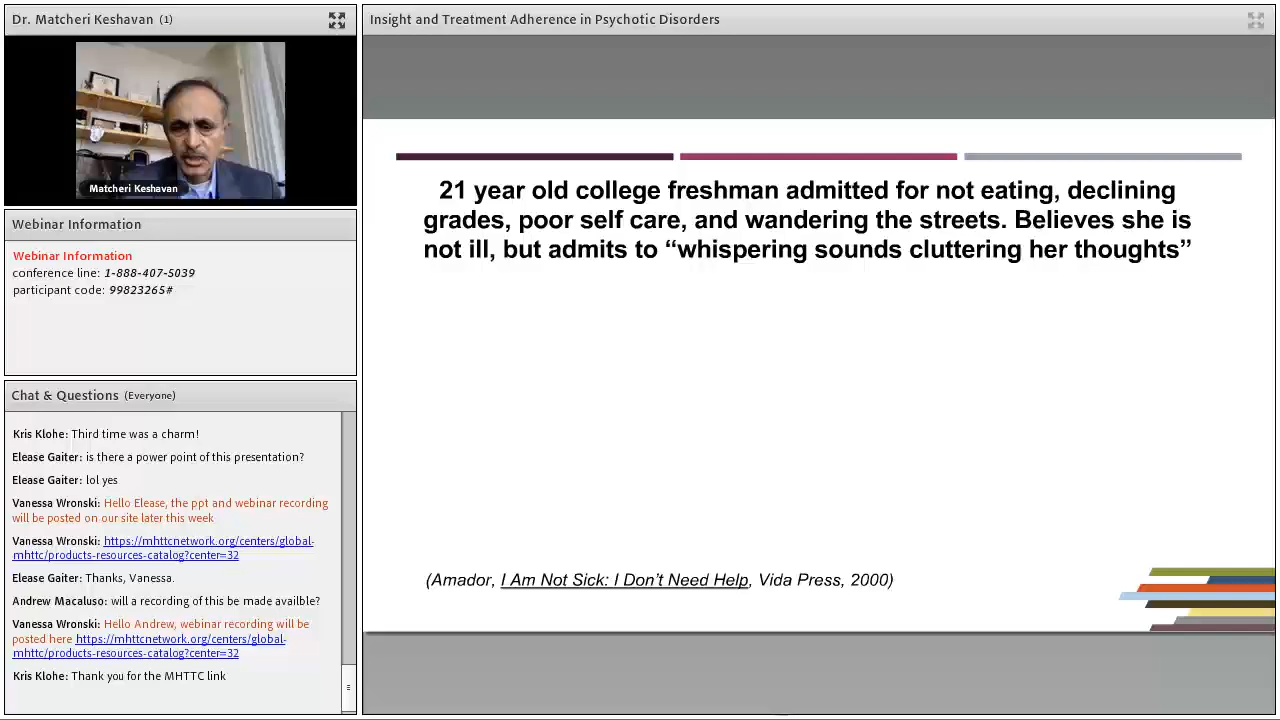 Dr. Matcheri Keshavan (1)
Matcheri Keshavan
Webinar Information
Webinar Information
conference line: 1-888-407-5039
participant code: 99823265#
Chat & Questions (Everyone)
Kris Klohe: Third time was a charm!
Elease Gaiter: is there a power point of this presentation?
Elease Gaiter: lol yes
Vanessa Wronski: Hello Elease, the ppt and webinar recording
will be posted on our site later this week
Vanessa Wronski: https://mhttcnetwork.org/centers/global-
mhttc/products-resources-catalog?center=32
Elease Gaiter: Thanks, Vanessa.
Andrew Macaluso: will a recording of this be made availble?
Vanessa Wronski: Hello Andrew, webinar recording will be
posted here https://mhttcnetwork.org/centers/global-
mhttc/products-resources-catalog?center=32
Kris Klohe: Thank you for the MHTTC link
Insight and Treatment Adherence in Psychotic Disorders
21 year old college freshman admitted for not eating, declining
grades, poor self care, and wandering the streets. Believes she is
not ill, but admits to “whispering sounds cluttering her thoughts”
(Amador, I Am Not Sick: I Don’t Need Help, Vida Press, 2000)